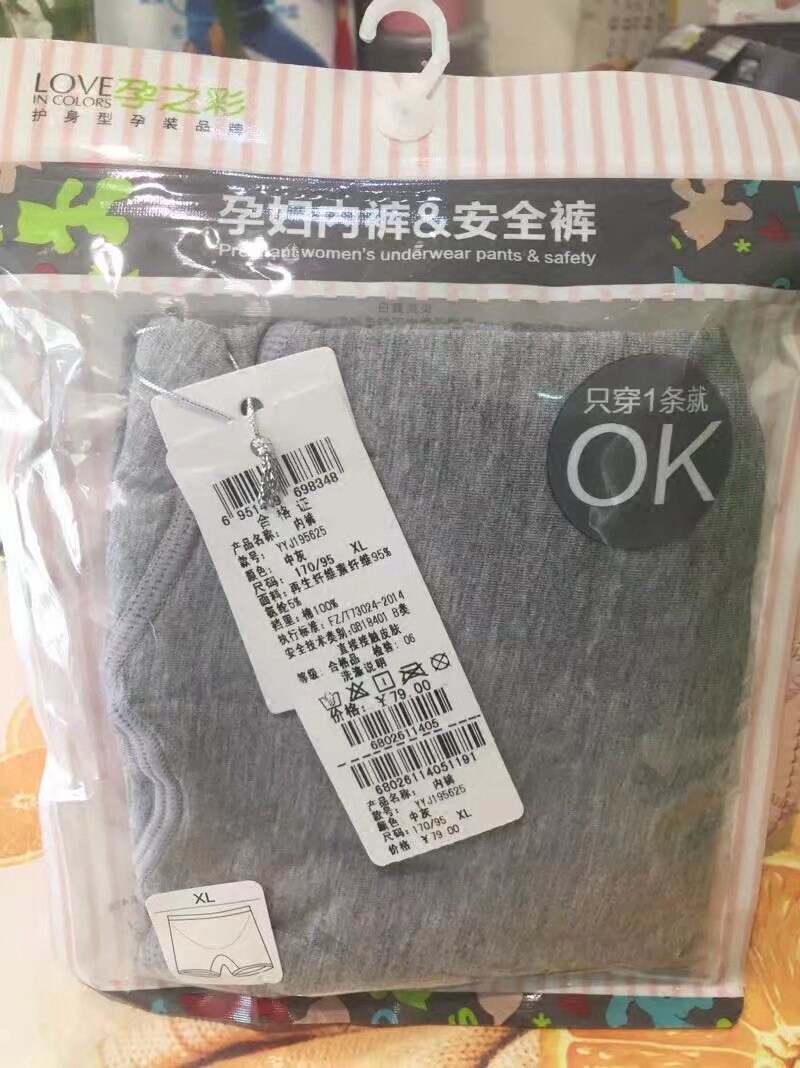 LOVE
IN COLORS
孕之彩
护身型孕装品牌
孕妇内裤&安全裤
Pregnant women's underwear pants & safety
只穿1条就
OK
698348
合格证
产品名称: 内裤
款号: YYJ195625
颜色: 中灰
尺码: 170/95 XL
面料: 再生纤维素纤维95%
氨纶5%
裆里: 棉100%
执行标准: FZ/T73024-2014
安全技术类别:GB18401 B类
直接接触皮肤
等级: 合格品 检验: 06
洗涤说明
价格: ￥79.00
6802611405
68026114051191
产品名称: 内裤
款号: YYJ195625
颜色 中灰
尺码: 170/95 XL
价格 ￥79.00
XL